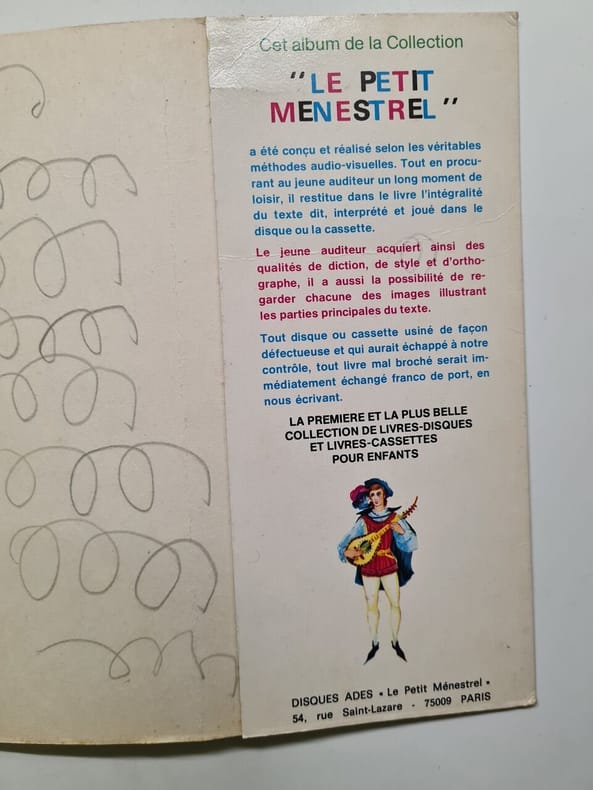 Cet album de la Collection
"LE PETIT
MENESTREL"
a été conçu et réalisé selon les véritables
méthodes audio-visuelles. Tout en procu-
rant au jeune auditeur un long moment de
loisir, il restitue dans le livre l'intégralité
du texte dit, interprété et joué dans le
disque ou la cassette.
Le jeune auditeur acquiert ainsi des
qualités de diction, de style et d'ortho-
graphe, il a aussi la possibilité de re-
garder chacune des images illustrant
les parties principales du texte.
Tout disque ou cassette usiné de façon
défectueuse et qui aurait échappé à notre
contrôle, tout livre mal broché serait im-
médiatement échangé franco de port, en
nous écrivant.
LA PREMIERE ET LA PLUS BELLE
COLLECTION DE LIVRES-DISQUES
ET LIVRES-CASSETTES
POUR ENFANTS
DISQUES ADES • Le Petit Ménestrel •
54, rue Saint-Lazare - 75009 PARIS